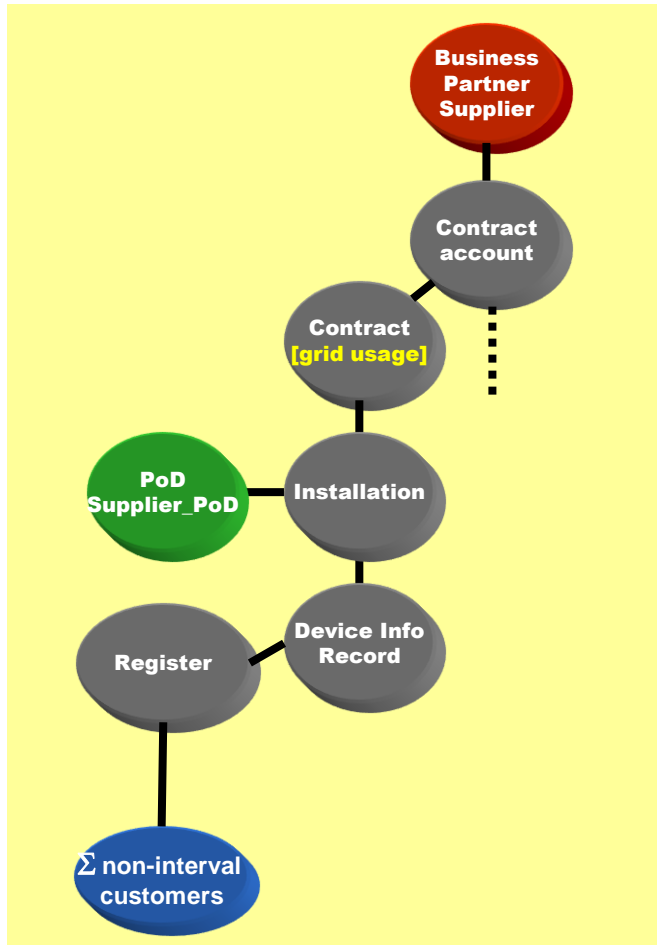 Business
Partner
Supplier
Contract
account
Contract
[grid usage]
PoD
Supplier_PoD
Installation
Device Info
Record
Register
Σ non-interval
customers